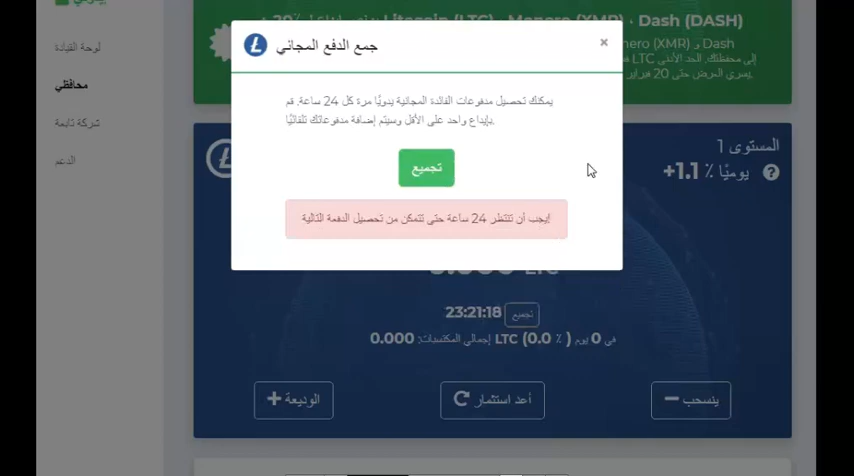 Dash (DASH) ، Monero (XMR) ، Litecoin (LTC)
Monero (XMR) و Dash
إلى محفظتك. الحد الأدنى LTC
يسري العرض حتى 20 فبراير
لوحة القيادة
محافظي
شركة تابعة
الدعم
جمع الدفع المجاني
×
يمكنك تحصيل مدفوعات الفائدة المجانية يدويًا مرة كل 24 ساعة. قم
بإيداع واحد على الأقل وسيتم إضافة مدفوعاتك تلقائيًا.
تجميع
يجب أن تنتظر 24 ساعة حتى تتمكن من تحصيل الدفعة التالية!
المستوى 1
+1.1 ٪ يوميًا
?
LTC
23:21:18 تجميع
فى 0 يوم LTC (0.0 ٪ ) إجمالي المكتسبات: 0.000
ينسحب
أعد استثمار
الوديعة